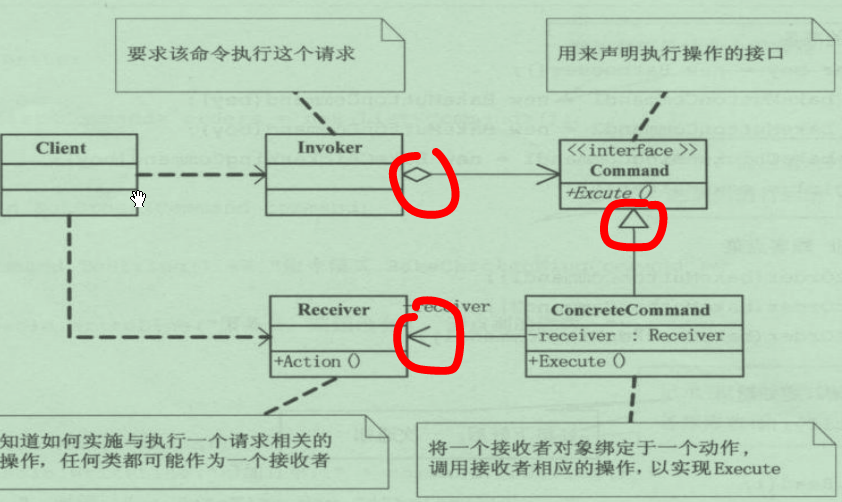 要求该命令执行这个请求
用来声明执行操作的接口
Client
Invoker
<<interface >>
Command
+Excute ()
Receiver
-receiver
ConcreteCommand
-receiver : Receiver
+Action ()
+Execute ()
知道如何实施与执行一个请求相关的
操作，任何类都可能作为一个接收者
将一个接收者对象绑定于一个动作，
调用接收者相应的操作，以实现Execute